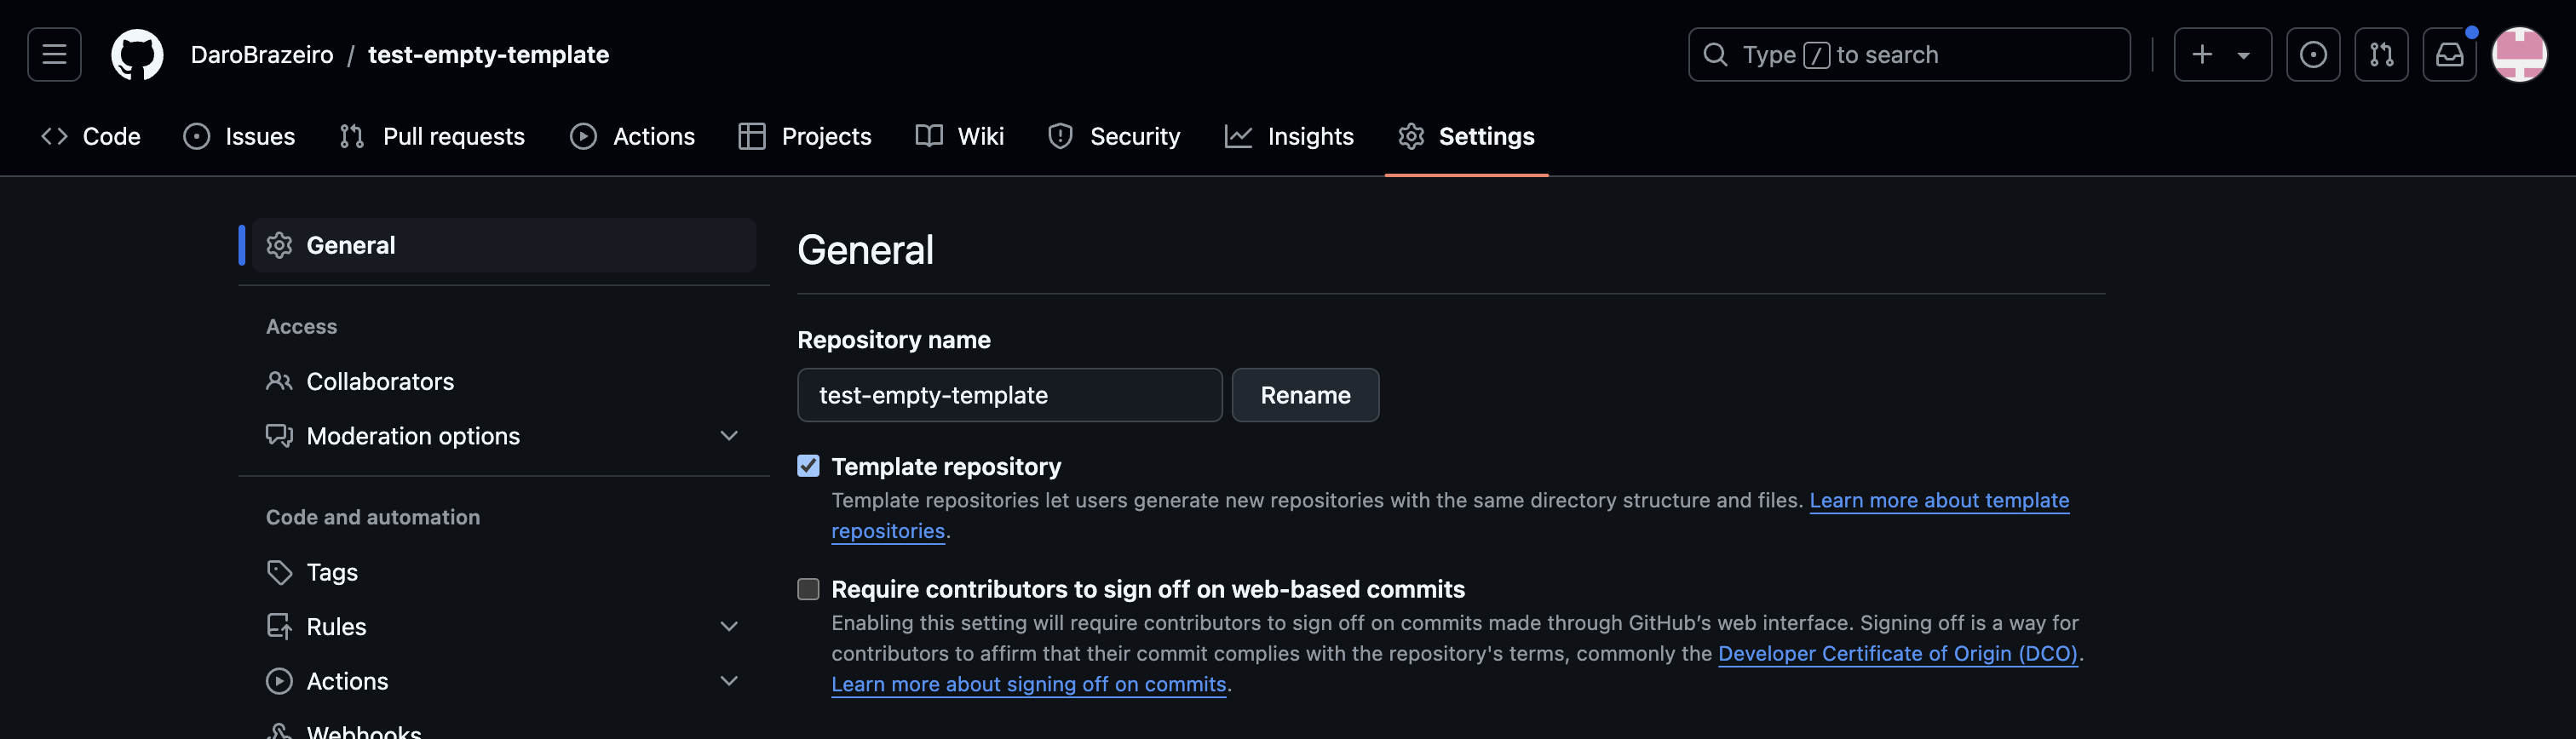 DaroBrazeiro / test-empty-template
Type / to search
Code
Issues
Pull requests
Actions
Projects
Wiki
Security
Insights
Settings
General
Access
Collaborators
Moderation options
Code and automation
Tags
Rules
Actions
Webhooks
General
Repository name
test-empty-template
Rename
Template repository
Template repositories let users generate new repositories with the same directory structure and files. Learn more about template
repositories.
Require contributors to sign off on web-based commits
Enabling this setting will require contributors to sign off on commits made through GitHub’s web interface. Signing off is a way for
contributors to affirm that their commit complies with the repository's terms, commonly the Developer Certificate of Origin (DCO).
Learn more about signing off on commits.